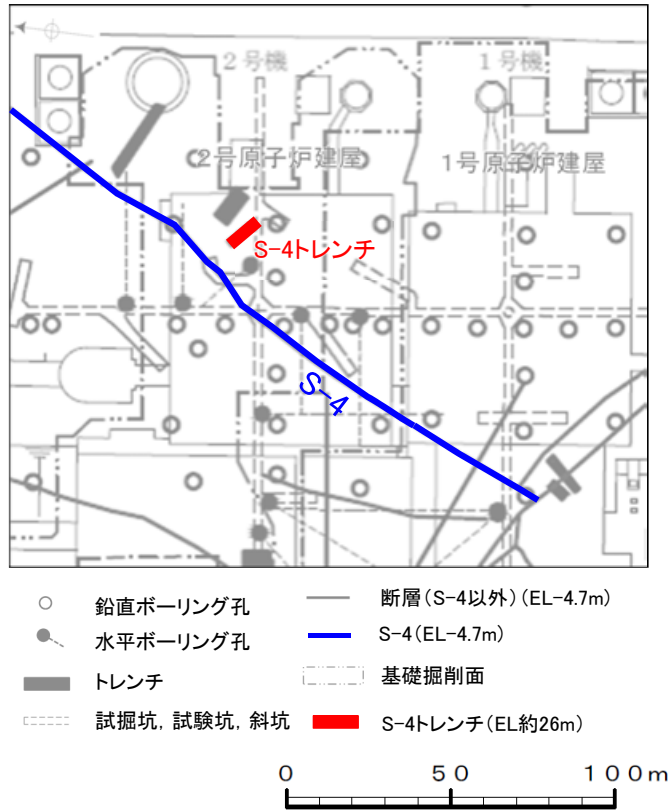 2号機
1号機
2号原子炉建屋
1号原子炉建屋
S-4トレンチ
S-4
鉛直ボーリング孔
断層(S-4以外)(EL-4.7m)
水平ボーリング孔
S-4(EL-4.7m)
トレンチ
基礎掘削面
試掘坑, 試験坑, 斜坑
S-4トレンチ(EL約26m)
0 50 100m